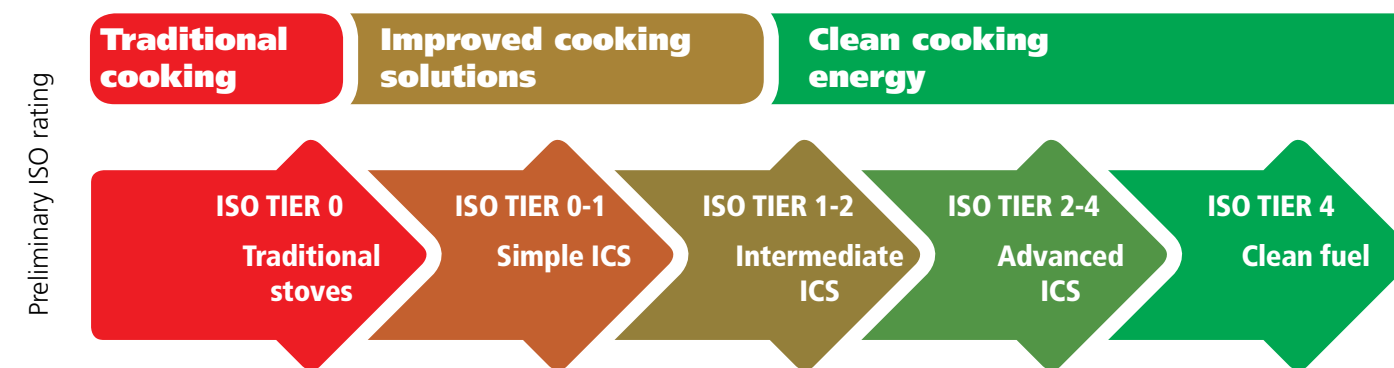 Preliminary ISO rating
Traditional
cooking
Improved cooking
solutions
Clean cooking
energy
ISO TIER 0
Traditional
stoves
ISO TIER 0-1
Simple ICS
ISO TIER 1-2
Intermediate
ICS
ISO TIER 2-4
Advanced
ICS
ISO TIER 4
Clean fuel